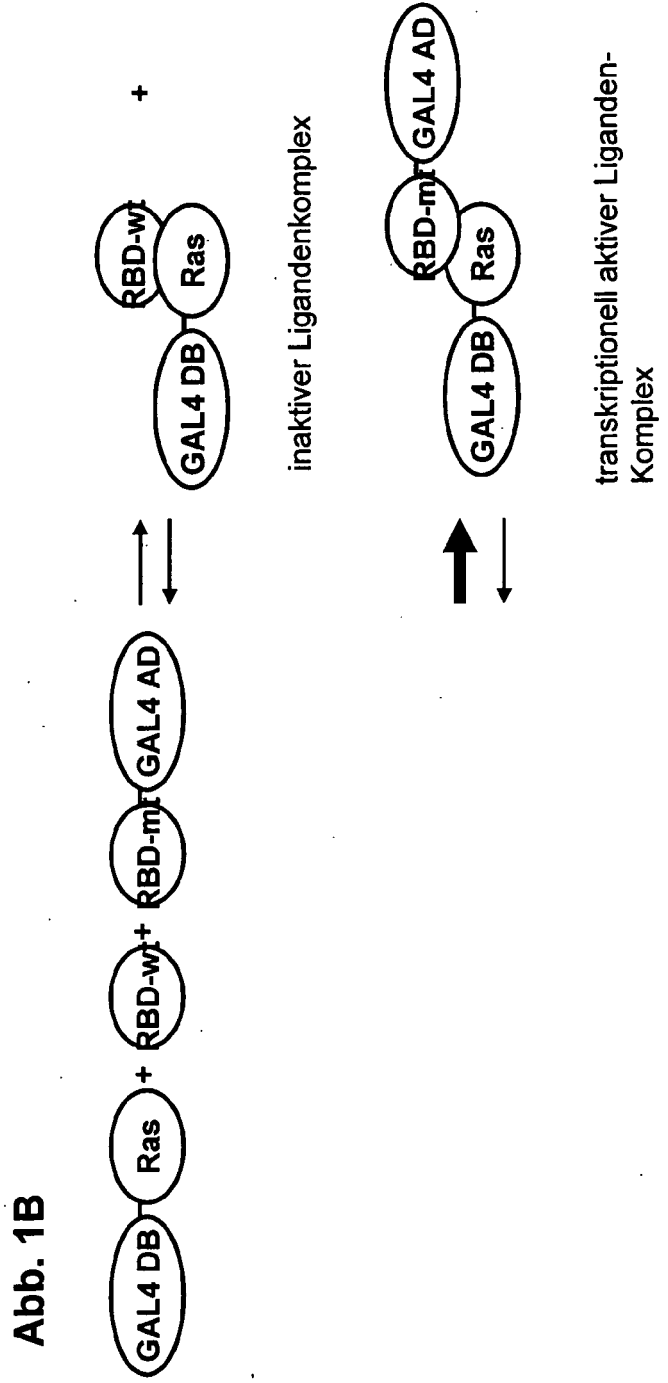 Abb. 1B
GAL4 DB Ras + RBD-wt + RBD-mt GAL4 AD
RBD-wt
GAL4 DB Ras +
inaktiver Ligandenkomplex
RBD-mt GAL4 AD
GAL4 DB Ras
transkriptionell aktiver Liganden-
Komplex